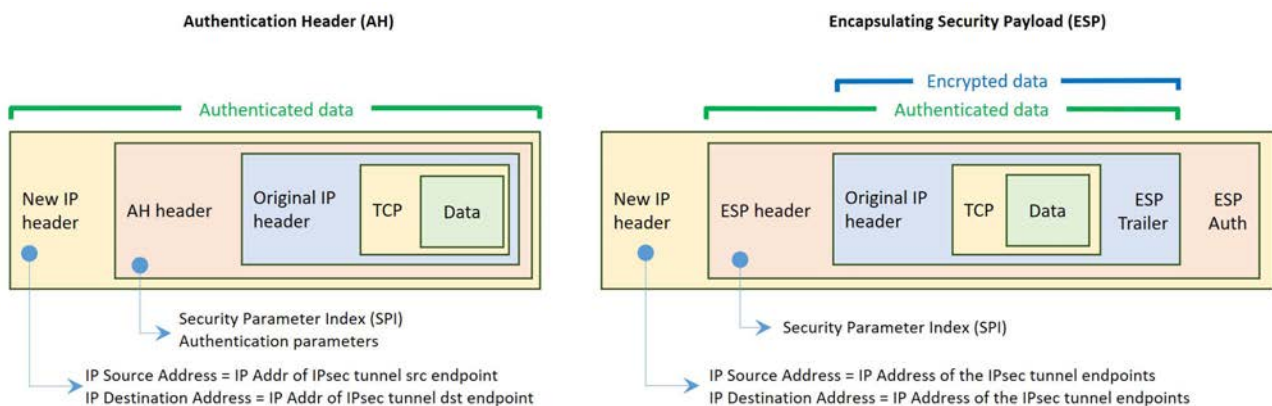 Authentication Header (AH)
Authenticated data
New IP
header
AH header
Original IP
header
TCP
Data
Security Parameter Index (SPI)
Authentication parameters
IP Source Address = IP Addr of IPsec tunnel src endpoint
IP Destination Address = IP Addr of IPsec tunnel dst endpoint
Encapsulating Security Payload (ESP)
Encrypted data
Authenticated data
New IP
header
ESP header
Original IP
header
TCP
Data
ESP
Trailer
ESP
Auth
Security Parameter Index (SPI)
IP Source Address = IP Address of the IPsec tunnel endpoints
IP Destination Address = IP Address of the IPsec tunnel endpoints